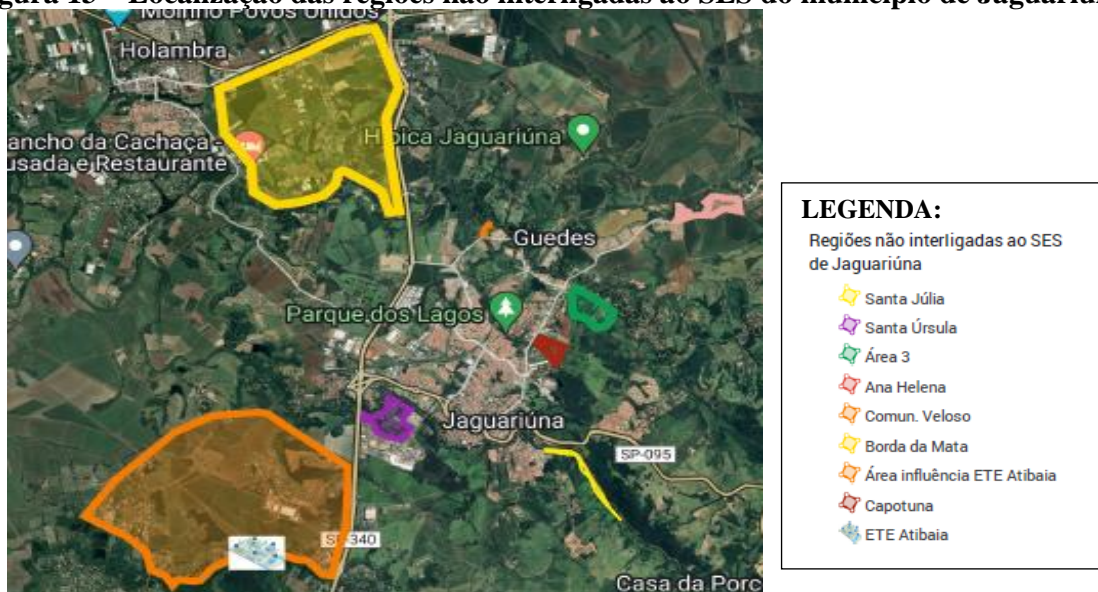 Figura 15 – Localização das regiões não interligadas ao SES do município de Jaguariún
Moinho Povos Unidos
Holambra
ancho da Cachaça -
usada e Restaurante
Hípica Jaguariúna
Guedes
Parque dos Lagos
Jaguariúna
SP-095
SP-340
Casa da Porc
LEGENDA:
Regiões não interligadas ao SES
de Jaguariúna
Santa Júlia
Santa Úrsula
Área 3
Ana Helena
Comun. Veloso
Borda da Mata
Área influência ETE Atibaia
Capotuna
ETE Atibaia